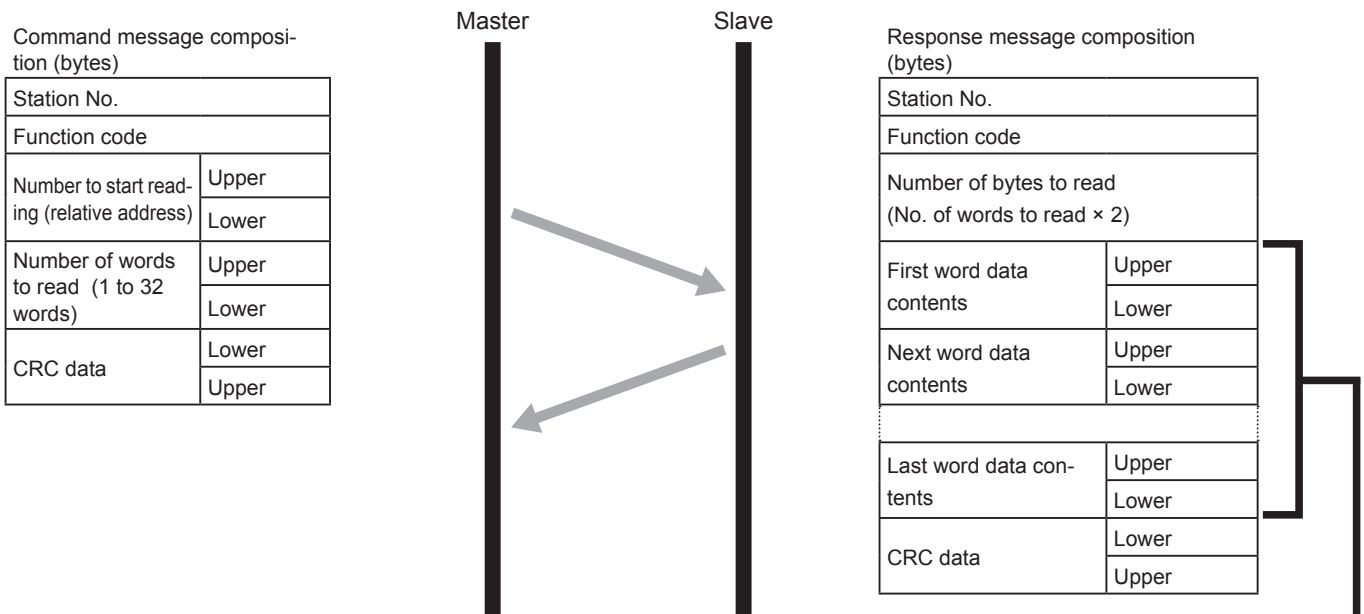 Master
Slave
Command message composi-
tion (bytes)
Station No.
Function code
Number to start read-
ing (relative address)
Upper
Lower
Number of words
to read (1 to 32
words)
Upper
Lower
CRC data
Lower
Upper
Response message composition
(bytes)
Station No.
Function code
Number of bytes to read
(No. of words to read × 2)
First word data
contents
Upper
Lower
Next word data
contents
Upper
Lower
Last word data con-
tents
Upper
Lower
CRC data
Lower
Upper